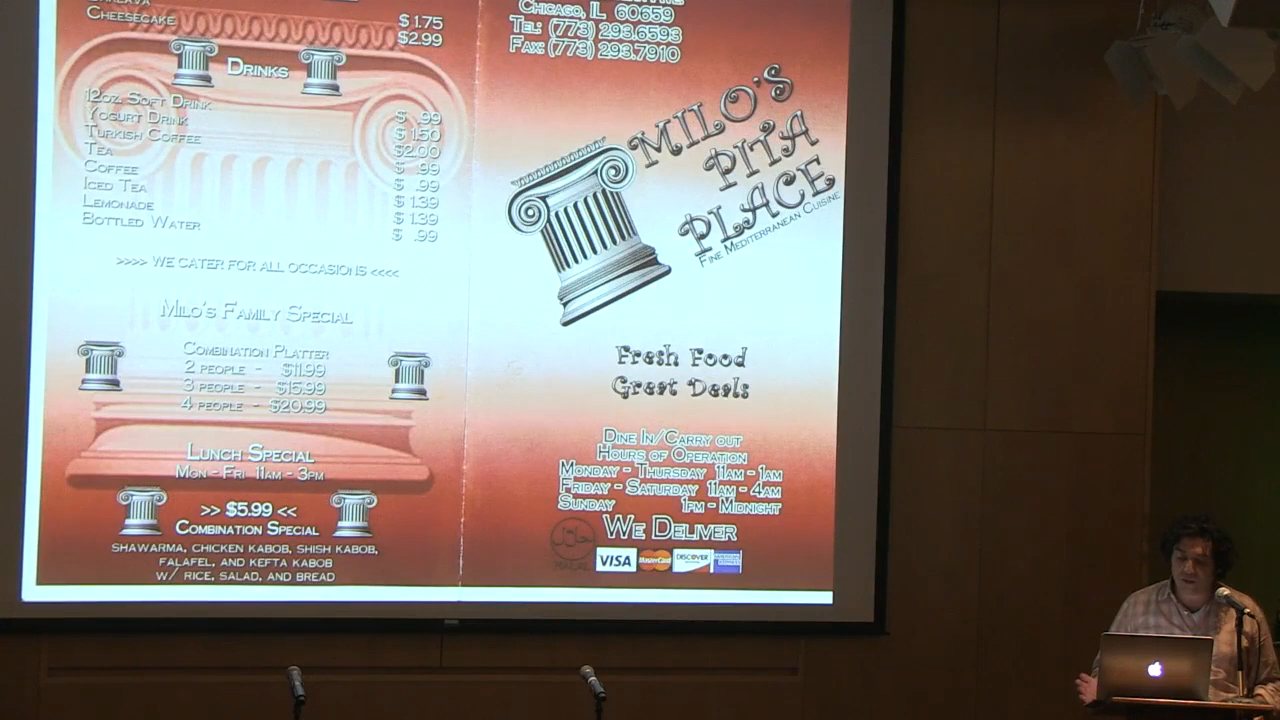 $1.75
CHEESECAKE $2.99
DRINKS
12OZ. SOFT DRINK $ .99
YOGURT DRINK $1.50
TURKISH COFFEE $2.00
TEA $ .99
COFFEE $ .99
ICED TEA $1.39
LEMONADE $1.39
BOTTLED WATER $ .99
>>>> WE CATER FOR ALL OCCASIONS <<<<
MILO'S FAMILY SPECIAL
COMBINATION PLATTER
2 PEOPLE - $11.99
3 PEOPLE - $15.99
4 PEOPLE - $20.99
LUNCH SPECIAL
MON - FRI 11AM - 3PM
>> $5.99 <<
COMBINATION SPECIAL
SHAWARMA, CHICKEN KABOB, SHISH KABOB,
FALAFEL, AND KEFTA KABOB
W/ RICE, SALAD, AND BREAD
CHICAGO, IL 60659
TEL: (773) 293.6593
FAX: (773) 293.7910
MILO'S
PITA
PLACE
FINE MEDITERRANEAN CUISINE
Fresh Food
Great Deals
DINE IN/CARRY OUT
HOURS OF OPERATION
MONDAY - THURSDAY 11AM - 1AM
FRIDAY - SATURDAY 11AM - 4AM
SUNDAY 1PM - MIDNIGHT
WE DELIVER
حلال
HALAL
VISA MasterCard DISCOVER AMERICAN EXPRESS